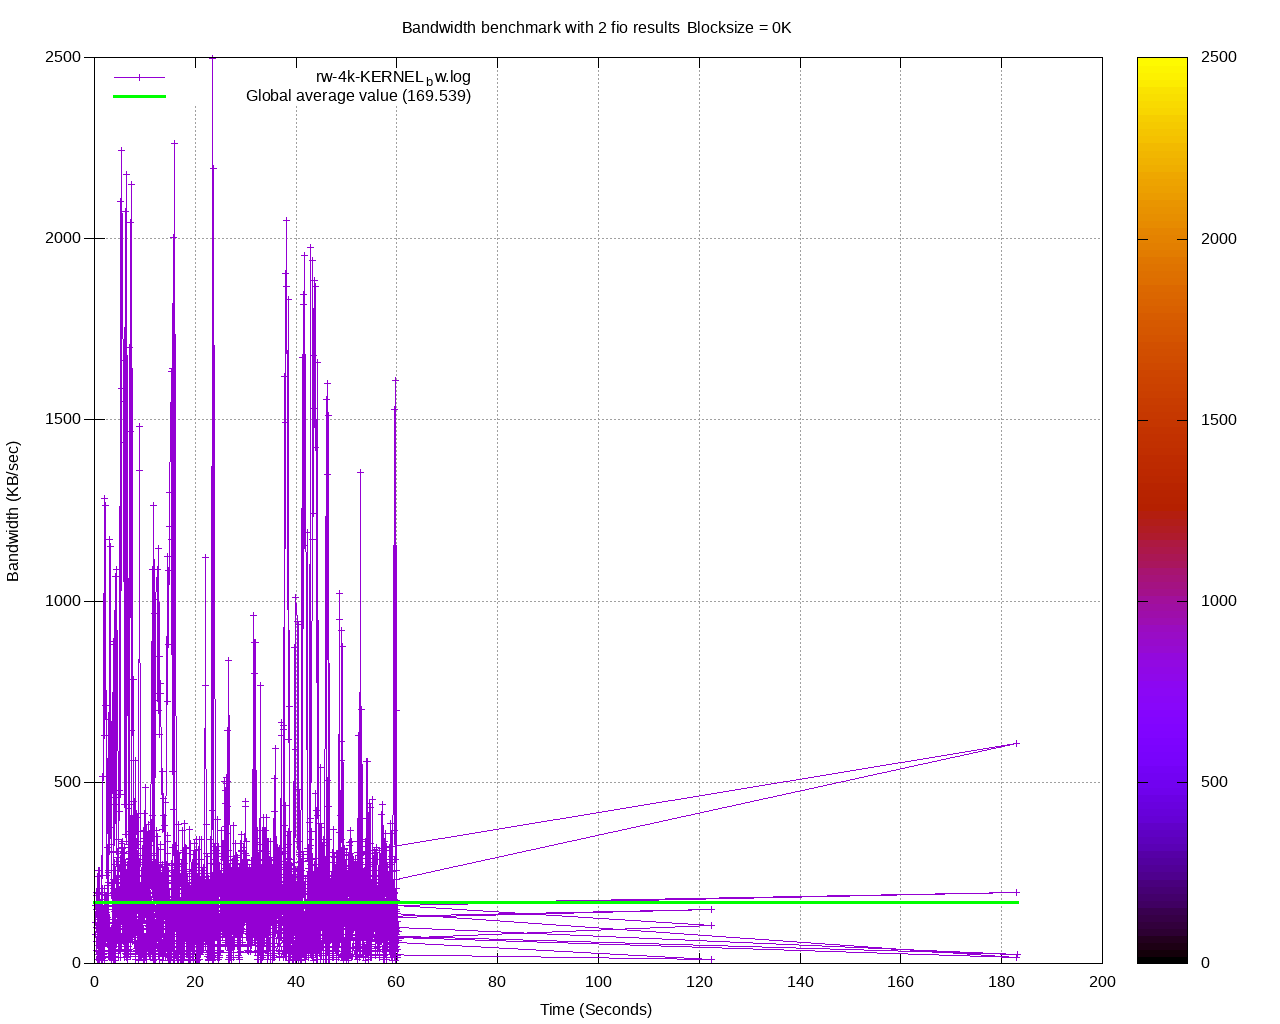 Bandwidth benchmark with 2 fio results Blocksize = 0K
rw-4k-KERNEL_bw.log
Global average value (169.539)
Bandwidth (KB/sec)
2500
2000
1500
1000
500
0
0 20 40 60 80 100 120 140 160 180 200
Time (Seconds)
2500
2000
1500
1000
500
0